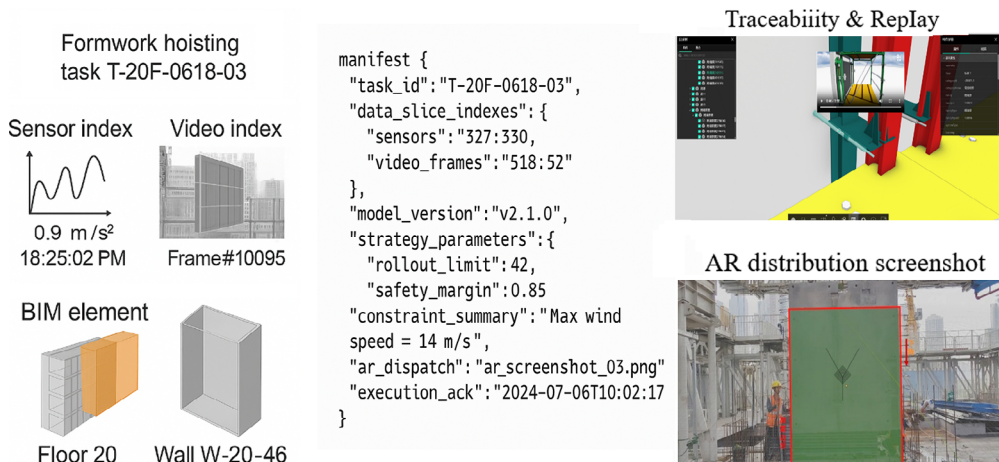 Formwork hoisting
task T-20F-0618-03
Sensor index
Video index
0.9 m/s²
18:25:02 PM
Frame#10095
BIM element
Floor 20
Wall W-20-46
manifest {
"task_id":"T-20F-0618-03",
"data_slice_indexes": {
"sensors":"327:330,
"video_frames":"518:52"
},
"model_version":"v2.1.0",
"strategy_parameters":{
"rollout_limit": 42,
"safety_margin":0.85
"constraint_summary":"Max wind
speed = 14 m/s",
"ar_dispatch": "ar_screenshot_03.png"
"execution_ack":"2024-07-06T10:02:17
}
Traceabiiity & RepIay
AR distribution screenshot